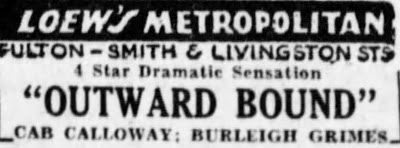 LOEW'S METROPOLITAN
FULTON - SMITH & LIVINGSTON STS
4 Star Dramatic Sensation
"OUTWARD BOUND"
CAB CALLOWAY; BURLEIGH GRIMES